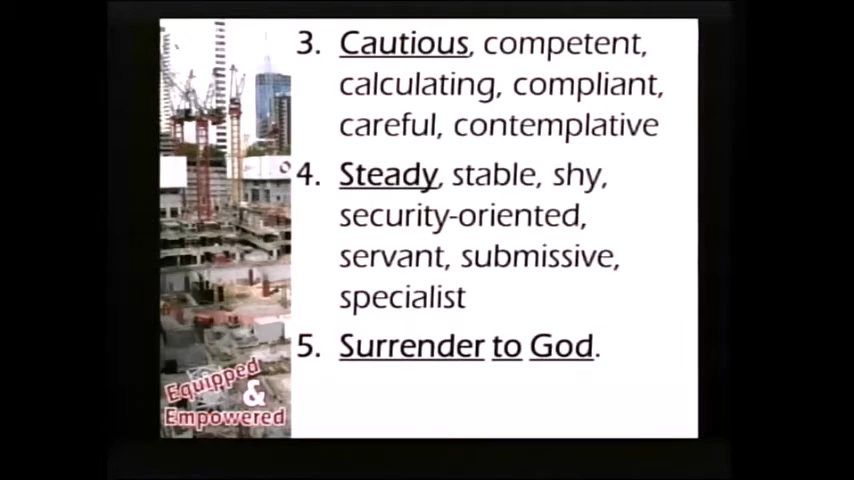 3. Cautious, competent,
calculating, compliant,
careful, contemplative
4. Steady, stable, shy,
security-oriented,
servant, submissive,
specialist
5. Surrender to God.
Equipped
&
Empowered